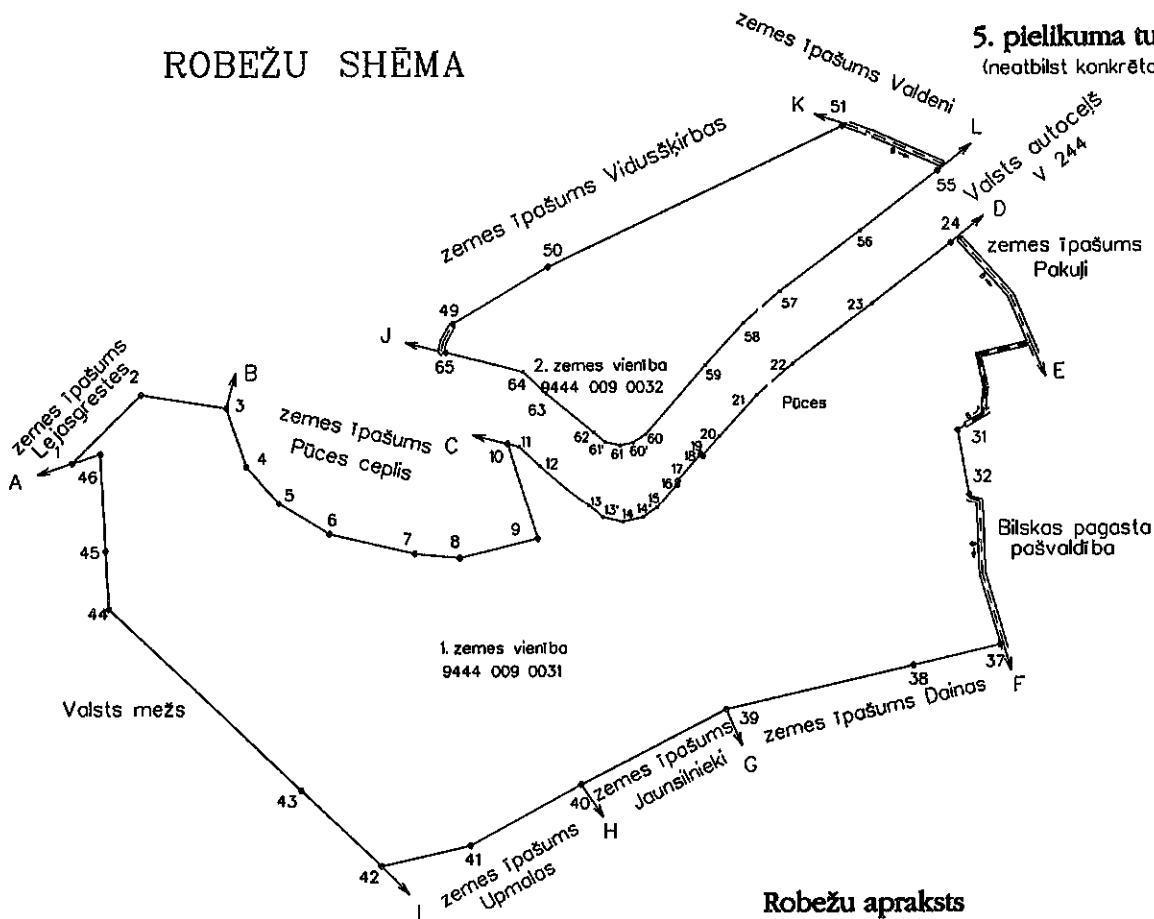 ROBEŽU SHĒMA
5. pielikuma tu
(neatbilst konkrēta
zemes īpašums Valdeni
K
51
L
55
Valsts autoceļš
V 244
D
24
zemes īpašums
Pakuļi
E
zemes īpašums Vidusšķirbas
50
56
57
58
23
49
J
65
64
2. zemes vienība
9444 009 0032
63
62
61'
61
60'
60
59
22
21
Pūces
20
19
18
17
16
15
14'
14
13'
13
12
11
10
C
9
zemes īpašums
Pūces ceplis
B
3
2
zemes īpašums
Lejasgrestes
1
A
46
45
44
4
5
6
7
8
31
32
Bilskas pagasta
pašvaldība
37
F
38
zemes īpašums Dainas
39
G
zemes īpašums
Jaunsilnieki
40
H
1. zemes vienība
9444 009 0031
Valsts mežs
43
42
41
I
zemes īpašums
Upmalas
Robežu apraksts